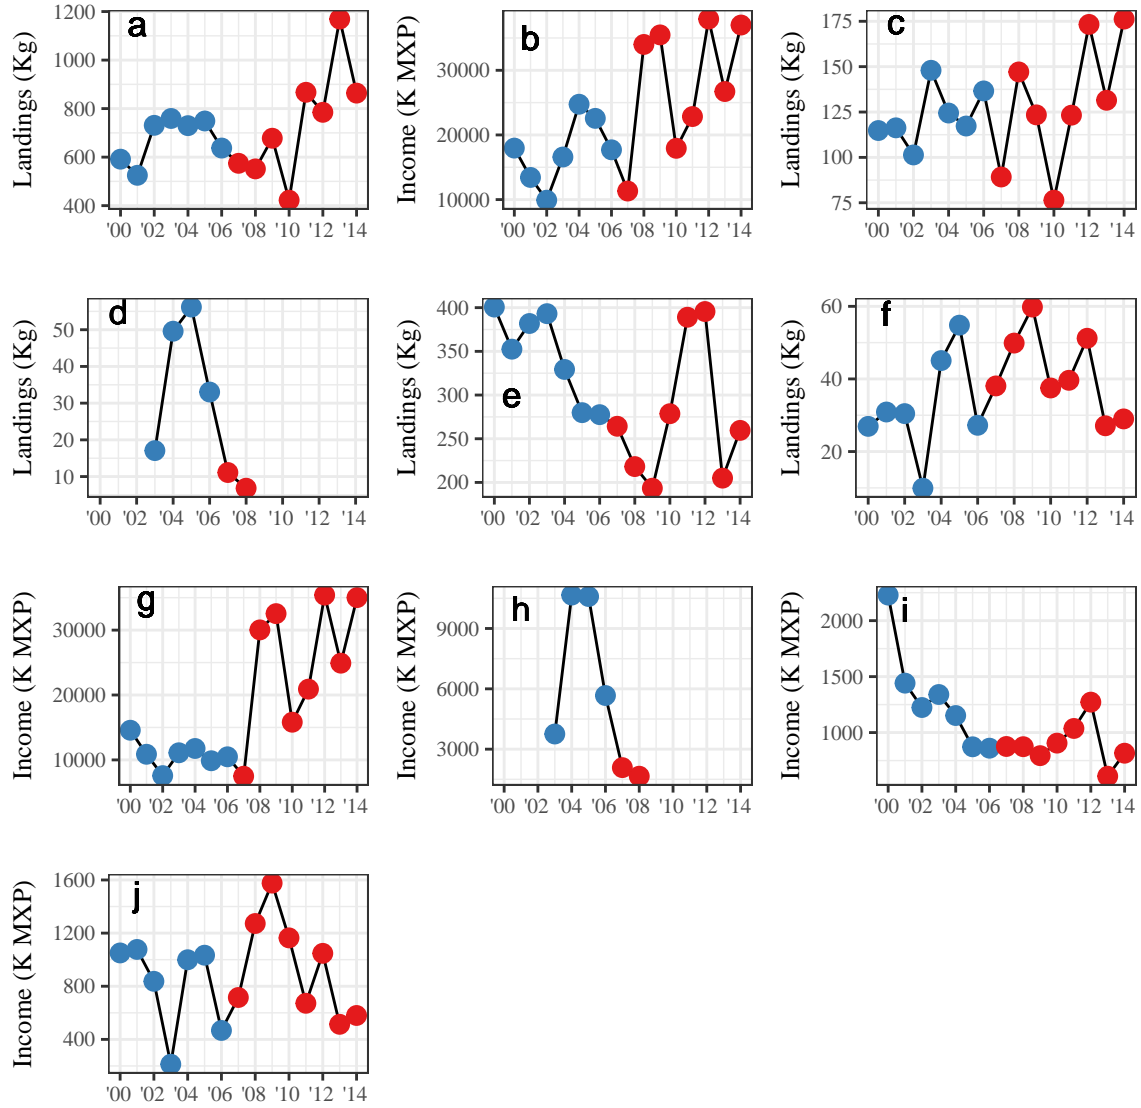 a
Landings (Kg)
1200
1000
800
600
400
'00 '02 '04 '06 '08 '10 '12 '14
b
Income (K MXP)
30000
20000
10000
'00 '02 '04 '06 '08 '10 '12 '14
c
Landings (Kg)
175
150
125
100
75
'00 '02 '04 '06 '08 '10 '12 '14
d
Landings (Kg)
50
40
30
20
10
'00 '02 '04 '06 '08 '10 '12 '14
e
Landings (Kg)
400
350
300
250
200
'00 '02 '04 '06 '08 '10 '12 '14
f
Landings (Kg)
60
40
20
'00 '02 '04 '06 '08 '10 '12 '14
g
Income (K MXP)
30000
20000
10000
'00 '02 '04 '06 '08 '10 '12 '14
h
Income (K MXP)
9000
6000
3000
'00 '02 '04 '06 '08 '10 '12 '14
i
Income (K MXP)
2000
1500
1000
'00 '02 '04 '06 '08 '10 '12 '14
j
Income (K MXP)
1600
1200
800
400
'00 '02 '04 '06 '08 '10 '12 '14